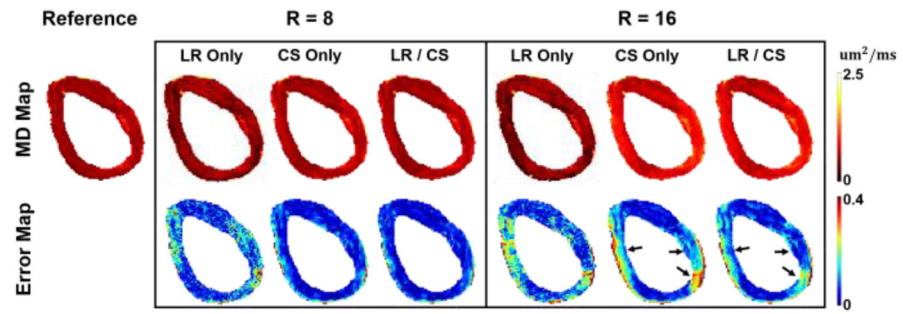 Reference
R = 8
R = 16
LR Only
CS Only
LR / CS
LR Only
CS Only
LR / CS
um²/ms
MD Map
2.5
0
Error Map
0.4
0